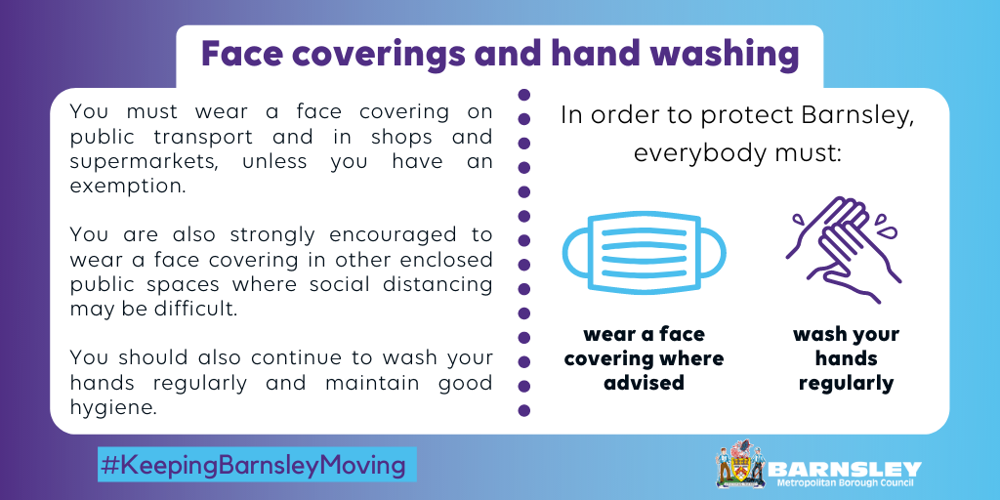 Face coverings and hand washing
You must wear a face covering on
public transport and in shops and
supermarkets, unless you have an
exemption.
You are also strongly encouraged to
wear a face covering in other enclosed
public spaces where social distancing
may be difficult.
You should also continue to wash your
hands regularly and maintain good
hygiene.
In order to protect Barnsley,
everybody must:
wear a face
covering where
advised
wash your
hands
regularly
#KeepingBarnsleyMoving
BARNSLEY
Metropolitan Borough Council